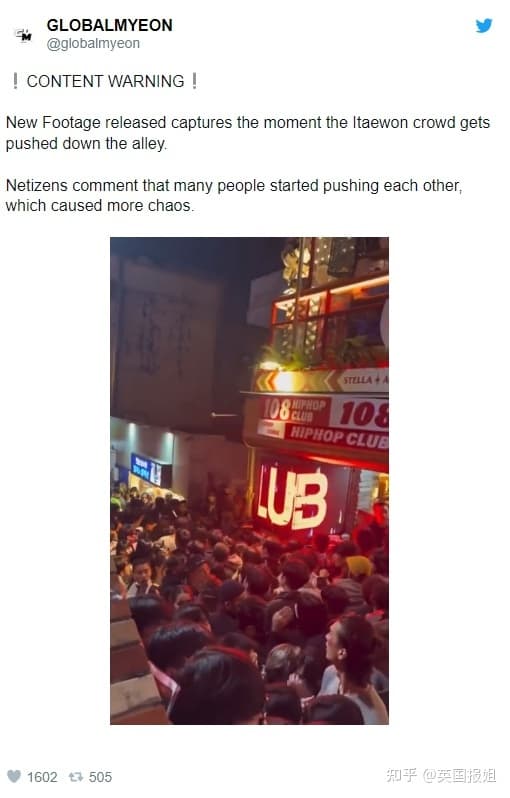 GLOBALMYEON
@globalmyeon
❗CONTENT WARNING❗
New Footage released captures the moment the Itaewon crowd gets
pushed down the alley.
Netizens comment that many people started pushing each other,
which caused more chaos.
STELLA
108 HIPHOP CLUB
108
HIPHOP CLUB
LUB
1602
505
知乎 @英国报姐